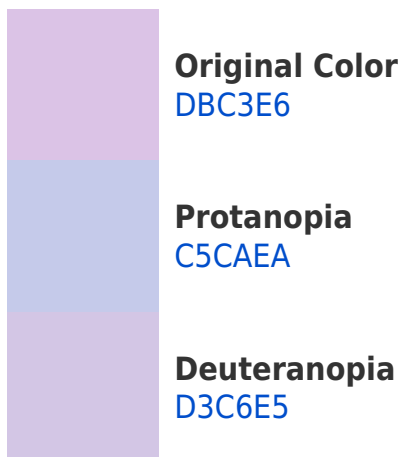 Original Color
DBC3E6
Protanopia
C5CAEA
Deuteranopia
D3C6E5